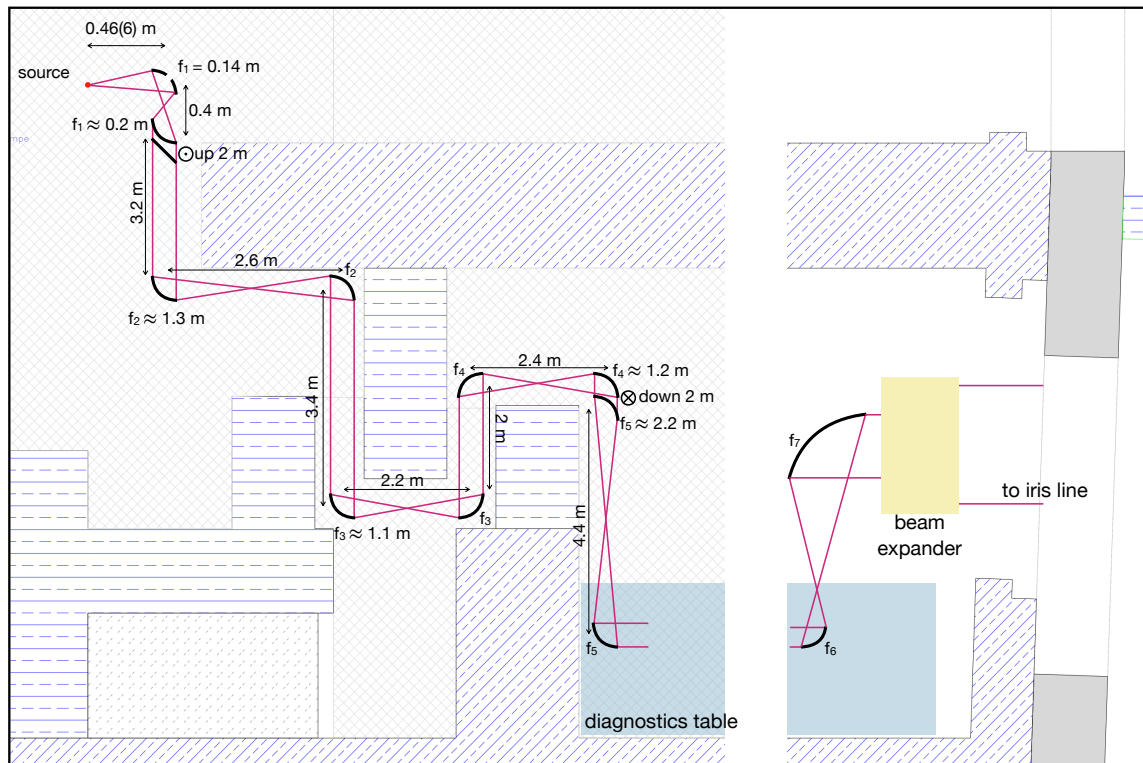 0.46(6) m
source
f₁ = 0.14 m
0.4 m
f₁ ≈ 0.2 m
mpe
up 2 m
3.2 m
2.6 m
f₂
f₂ ≈ 1.3 m
3.4 m
f₄
2.4 m
f₄ ≈ 1.2 m
down 2 m
f₅ ≈ 2.2 m
2 m
f₇
2.2 m
to iris line
f₃
f₃ ≈ 1.1 m
4.4 m
beam
expander
f₅
f₆
diagnostics table